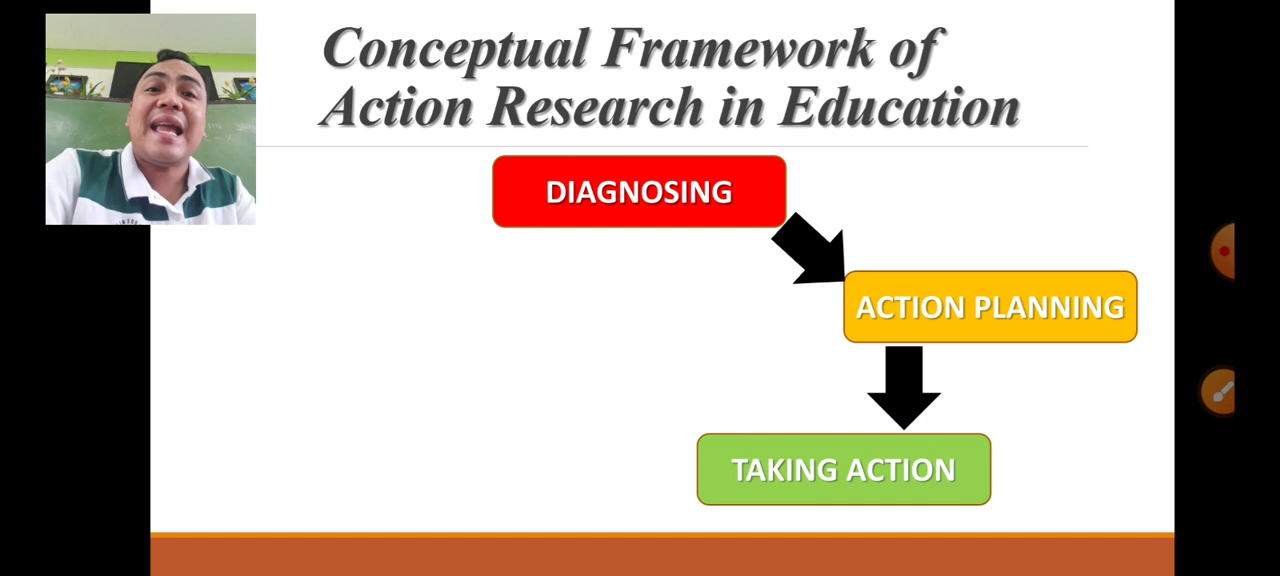 Conceptual Framework of
Action Research in Education
DIAGNOSING
ACTION PLANNING
TAKING ACTION